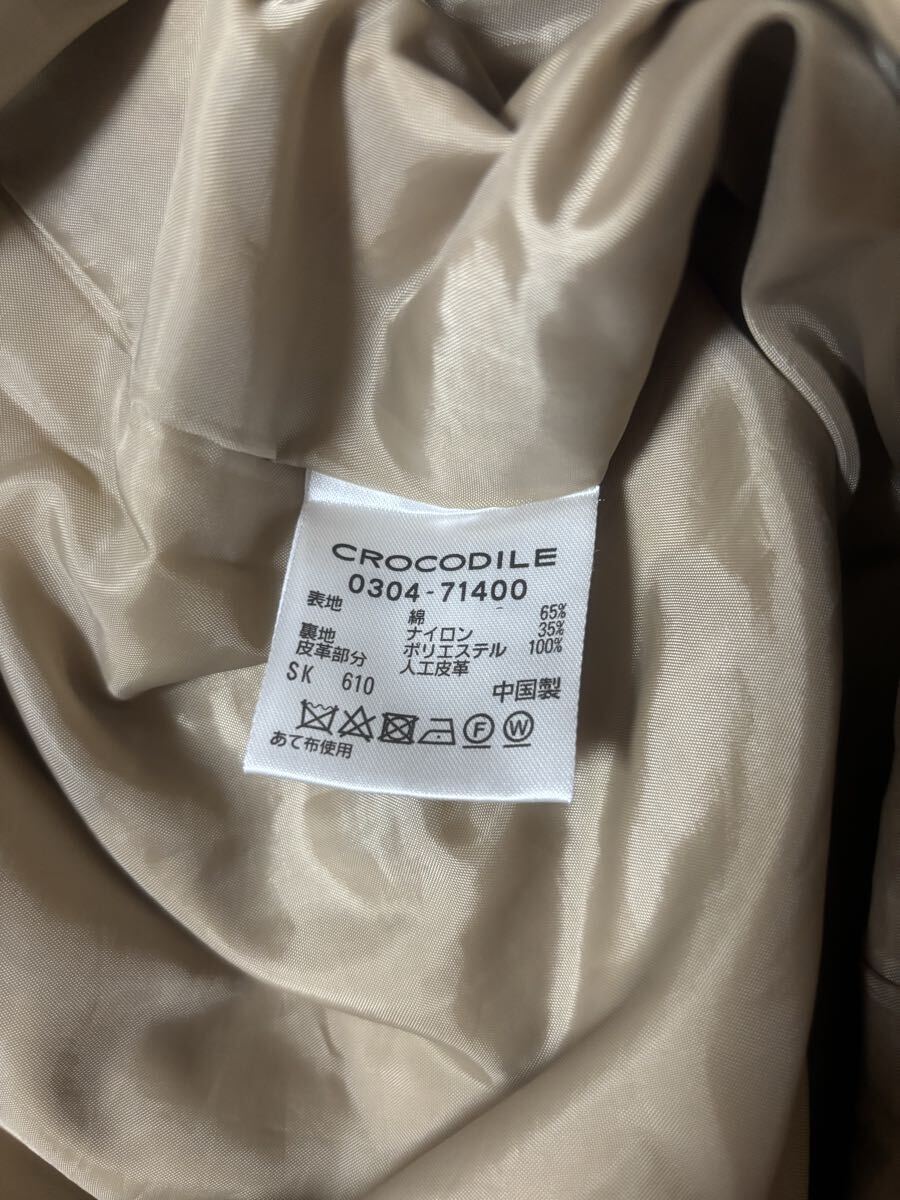 CROCODILE
0304-71400
表地 綿 65%
ナイロン 35%
裏地 ポリエステル 100%
皮革部分 人工皮革
SK 610 中国製
F W
あて布使用